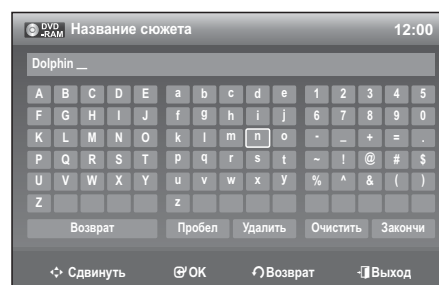 DVD-RAM Название сюжета 12:00
Dolphin _
A B C D E a b c d e 1 2 3 4 5
F G H I J f g h i j 6 7 8 9 0
K L M N O k l m n o - _ + = .
P Q R S T p q r s t ~ ! @ # $
U V W X Y u v w x y % ^ & ( )
Z z
Возврат Пробел Удалить Очистить Закончи
Сдвинуть OK Возврат Выход